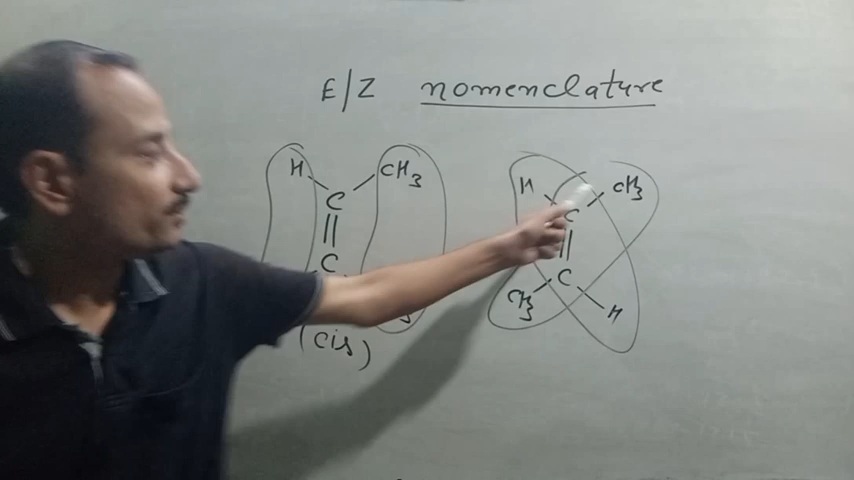 E/Z nomenclature
H CH3 H CH3
C C
C C
CH3 H
(cis)